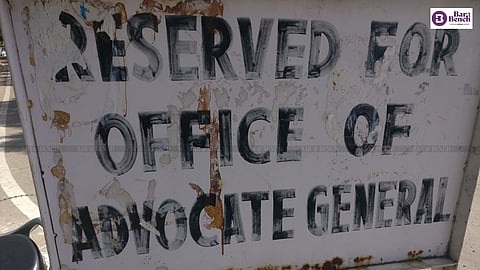 RESERVED FOR
OFFICE OF
ADVOCATE GENERAL
Bar & Bench